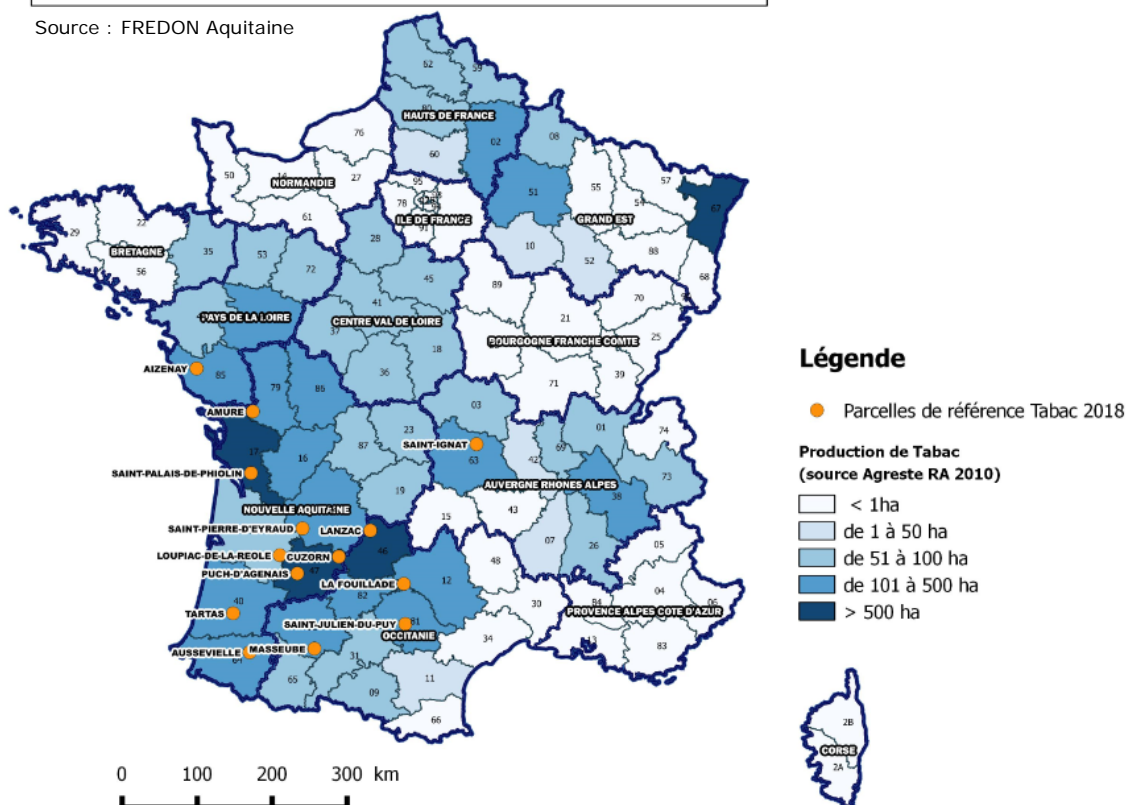 Source : FREDON Aquitaine
62
59
80
HAUTS DE FRANCE
02
08
76
60
50
27
NORMANDIE
61
95
78
ILE DE FRANCE
91
51
55
57
54
67
GRAND EST
10
52
88
68
29
22
BRETAGNE
56
35
53
72
28
45
41
PAYS DE LA LOIRE
CENTRE VAL DE LOIRE
37
18
36
89
21
70
25
BOURGOGNE FRANCHE COMTE
71
39
AIZENAY
85
79
86
AMURE
03
01
74
23
87
SAINT-IGNAT
63
42
69
17
16
SAINT-PALAIS-DE-PHIOLIN
AUVERGNE RHONES ALPES
73
38
19
NOUVELLE AQUITAINE
15
43
SAINT-PIERRE-D'EYRAUD
LANZAC
07
26
05
LOUPIAC-DE-LA-REOLE
CUZORN
46
48
PUCH-D'AGENAIS
47
LA FOUILLADE
12
82
04
06
84
30
PROVENCE ALPES COTE D'AZUR
TARTAS
40
SAINT-JULIEN-DU-PUY
81
OCCITANIE
34
13
83
AUSSEVIELLE
64
MASSEUBE
31
65
09
11
66
Légende
Parcelles de référence Tabac 2018
Production de Tabac
(source Agreste RA 2010)
< 1ha
de 1 à 50 ha
de 51 à 100 ha
de 101 à 500 ha
> 500 ha
2B
CORSE
2A
0 100 200 300 km